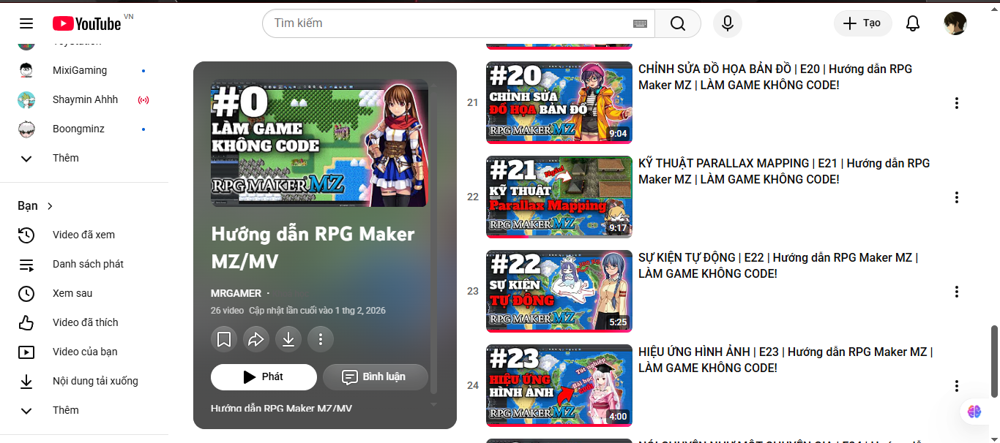 YouTube VN
Tìm kiếm
Tạo
MixiGaming
Shaymin Ahhh
Boongminz
Thêm
Bạn
Video đã xem
Danh sách phát
Xem sau
Video đã thích
Video của bạn
Nội dung tải xuống
Thêm
#0
LÀM GAME
KHÔNG CODE
RPG MAKER MZ
Hướng dẫn RPG Maker
MZ/MV
MRGAMER ·
26 video Cập nhật lần cuối vào 1 thg 2, 2026
Phát
Bình luận
Hướng dẫn RPG Maker MZ/MV
21
#20
CHỈNH SỬA
ĐỒ HỌA BẢN ĐỒ
RPG MAKER MZ
9:04
CHỈNH SỬA ĐỒ HỌA BẢN ĐỒ | E20 | Hướng dẫn RPG
Maker MZ | LÀM GAME KHÔNG CODE!
22
#21
KỸ THUẬT
Parallax Mapping
RPG MAKER MZ
9:17
KỸ THUẬT PARALLAX MAPPING | E21 | Hướng dẫn RPG
Maker MZ | LÀM GAME KHÔNG CODE!
23
#22
SỰ KIỆN
TỰ ĐỘNG
RPG MAKER MZ
5:25
SỰ KIỆN TỰ ĐỘNG | E22 | Hướng dẫn RPG Maker MZ |
LÀM GAME KHÔNG CODE!
24
#23
HIỆU ỨNG
HÌNH ẢNH
Tốt nghiệp
Bài học
cuối
RPG MAKER MZ
4:00
HIỆU ỨNG HÌNH ẢNH | E23 | Hướng dẫn RPG Maker MZ |
LÀM GAME KHÔNG CODE!